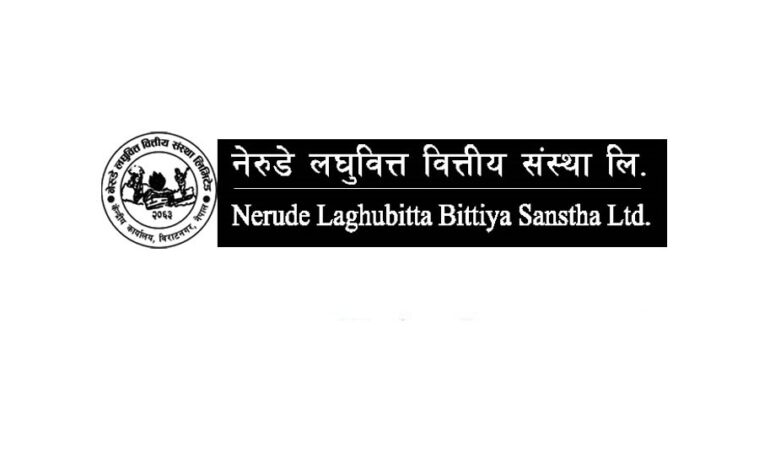 नेरुडे लघुवित्त वित्तीय संस्था लिमिटेड
२०६३
केन्द्रीय कार्यालय, विराटनगर, नेपाल
नेरुडे लघुवित्त वित्तीय संस्था लि.
Nerude Laghubitta Bittiya Sanstha Ltd.